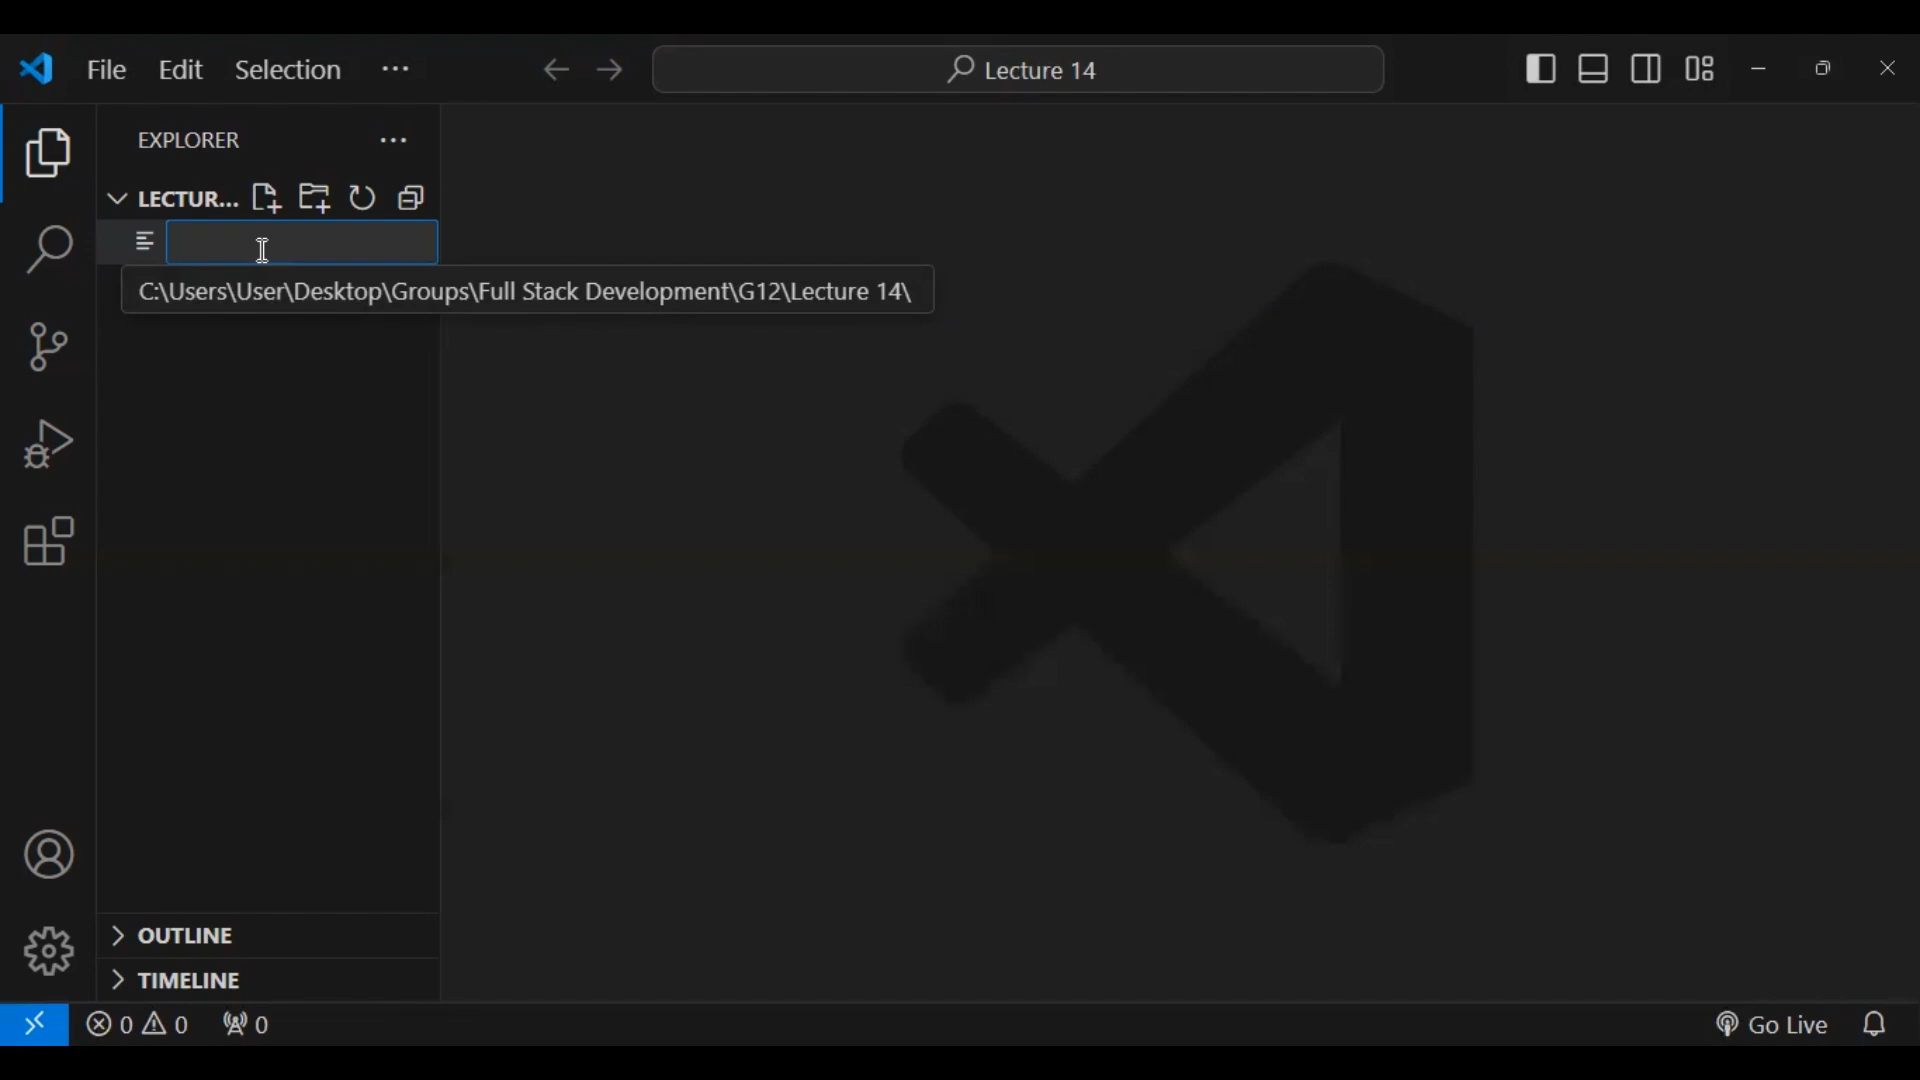 File Edit Selection ···
Lecture 14
EXPLORER ···
LECTUR...
C:\Users\User\Desktop\Groups\Full Stack Development\G12\Lecture 14\
OUTLINE
TIMELINE
0 0 0
Go Live